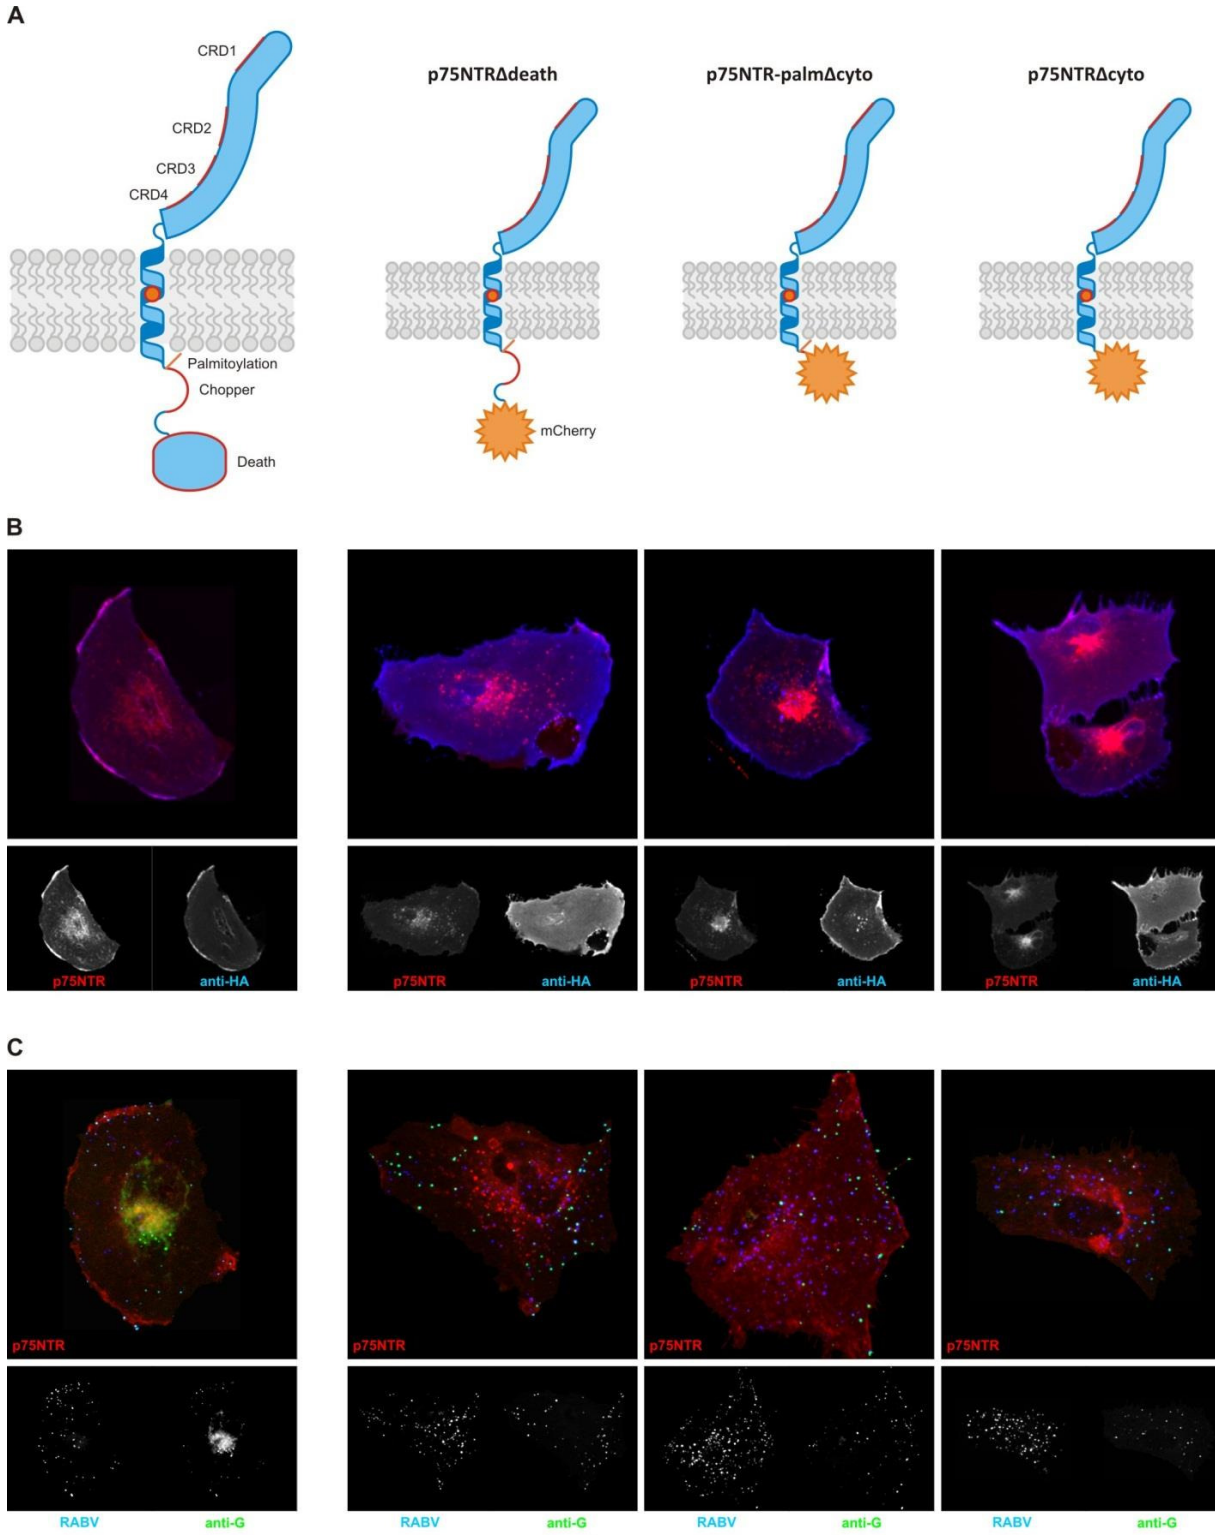 A
CRD1
CRD2
CRD3
CRD4
Palmitoylation
Chopper
Death
p75NTRΔdeath
p75NTR-palmΔcyto
p75NTRΔcyto
mCherry
B
p75NTR anti-HA
p75NTR anti-HA
p75NTR anti-HA
p75NTR anti-HA
C
p75NTR
p75NTR
p75NTR
p75NTR
RABV anti-G
RABV anti-G
RABV anti-G
RABV anti-G